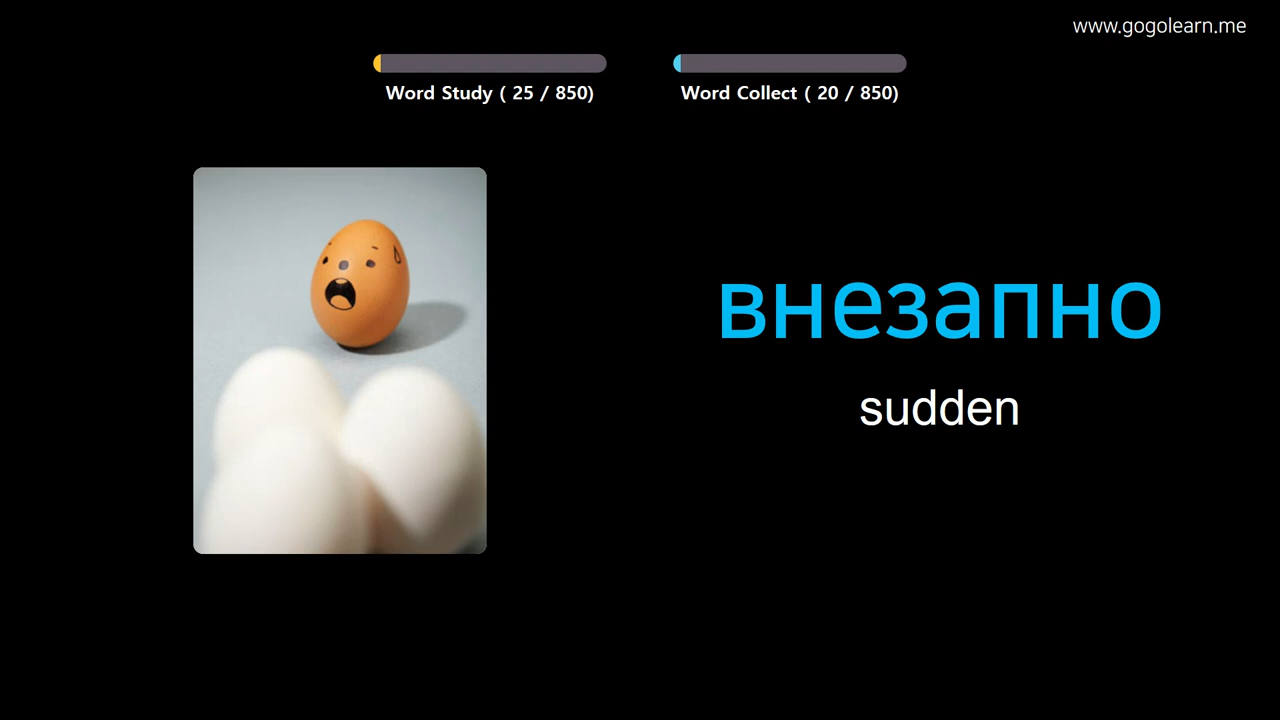 www.gogolearn.me
Word Study ( 25 / 850)
Word Collect ( 20 / 850)
внезапно
sudden